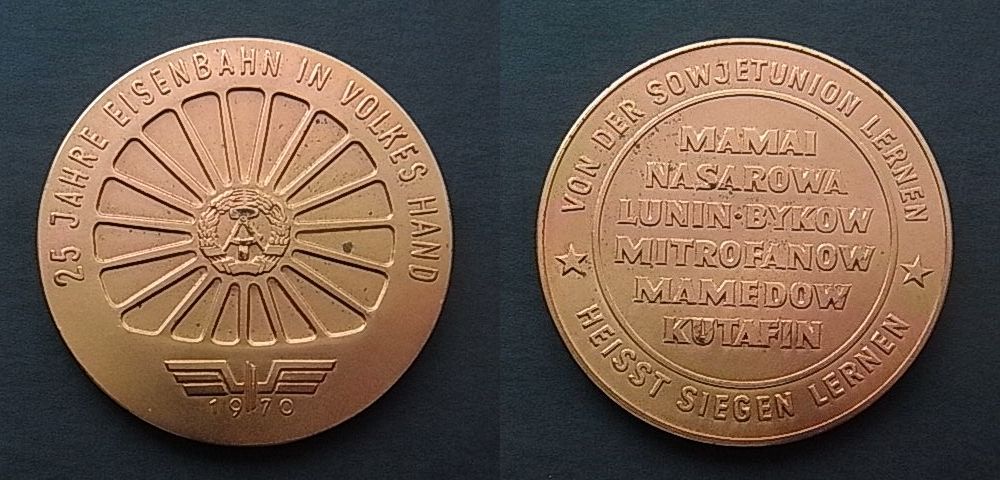 25 JAHRE EISENBAHN IN VOLKES HAND
1970
VON DER SOWJETUNION LERNEN
MAMAI
NASAROWA
LUNIN·BYKOW
MITROFANOW
MAMEDOW
KUTAFIN
HEISST SIEGEN LERNEN